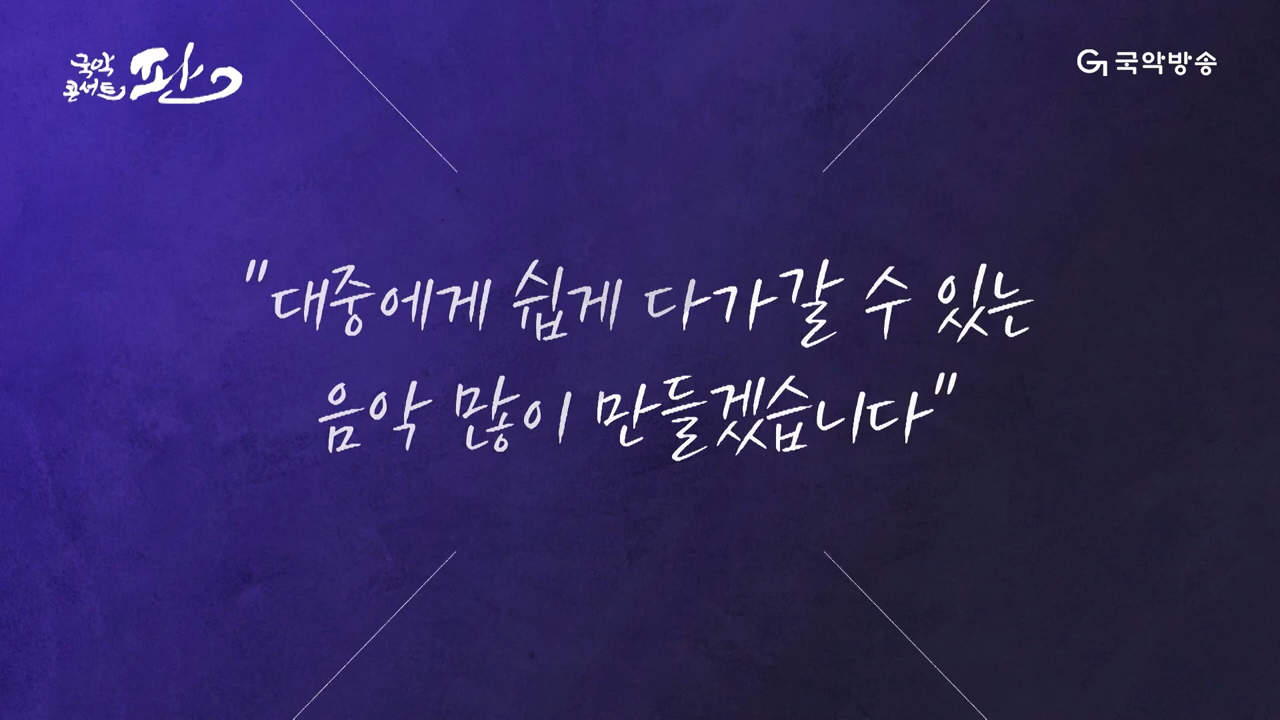 국악
콘서트 판
국악방송
"대중에게 쉽게 다가갈 수 있는
음악 많이 만들겠습니다"